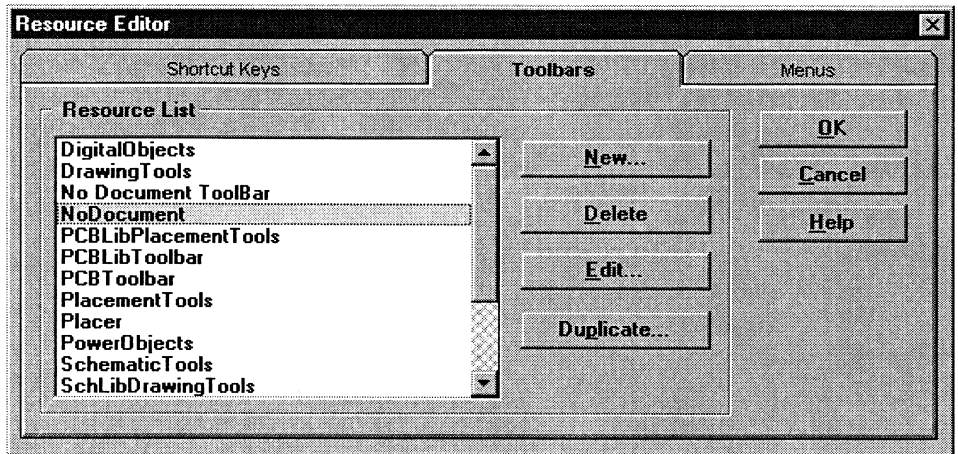 Resource Editor
Shortcut Keys
Toolbars
Menus
Resource List
DigitalObjects
DrawingTools
No Document ToolBar
NoDocument
PCBLibPlacementTools
PCBLibToolbar
PCBToolbar
PlacementTools
Placer
PowerObjects
SchematicTools
SchLibDrawingTools
New...
Delete
Edit...
Duplicate...
OK
Cancel
Help